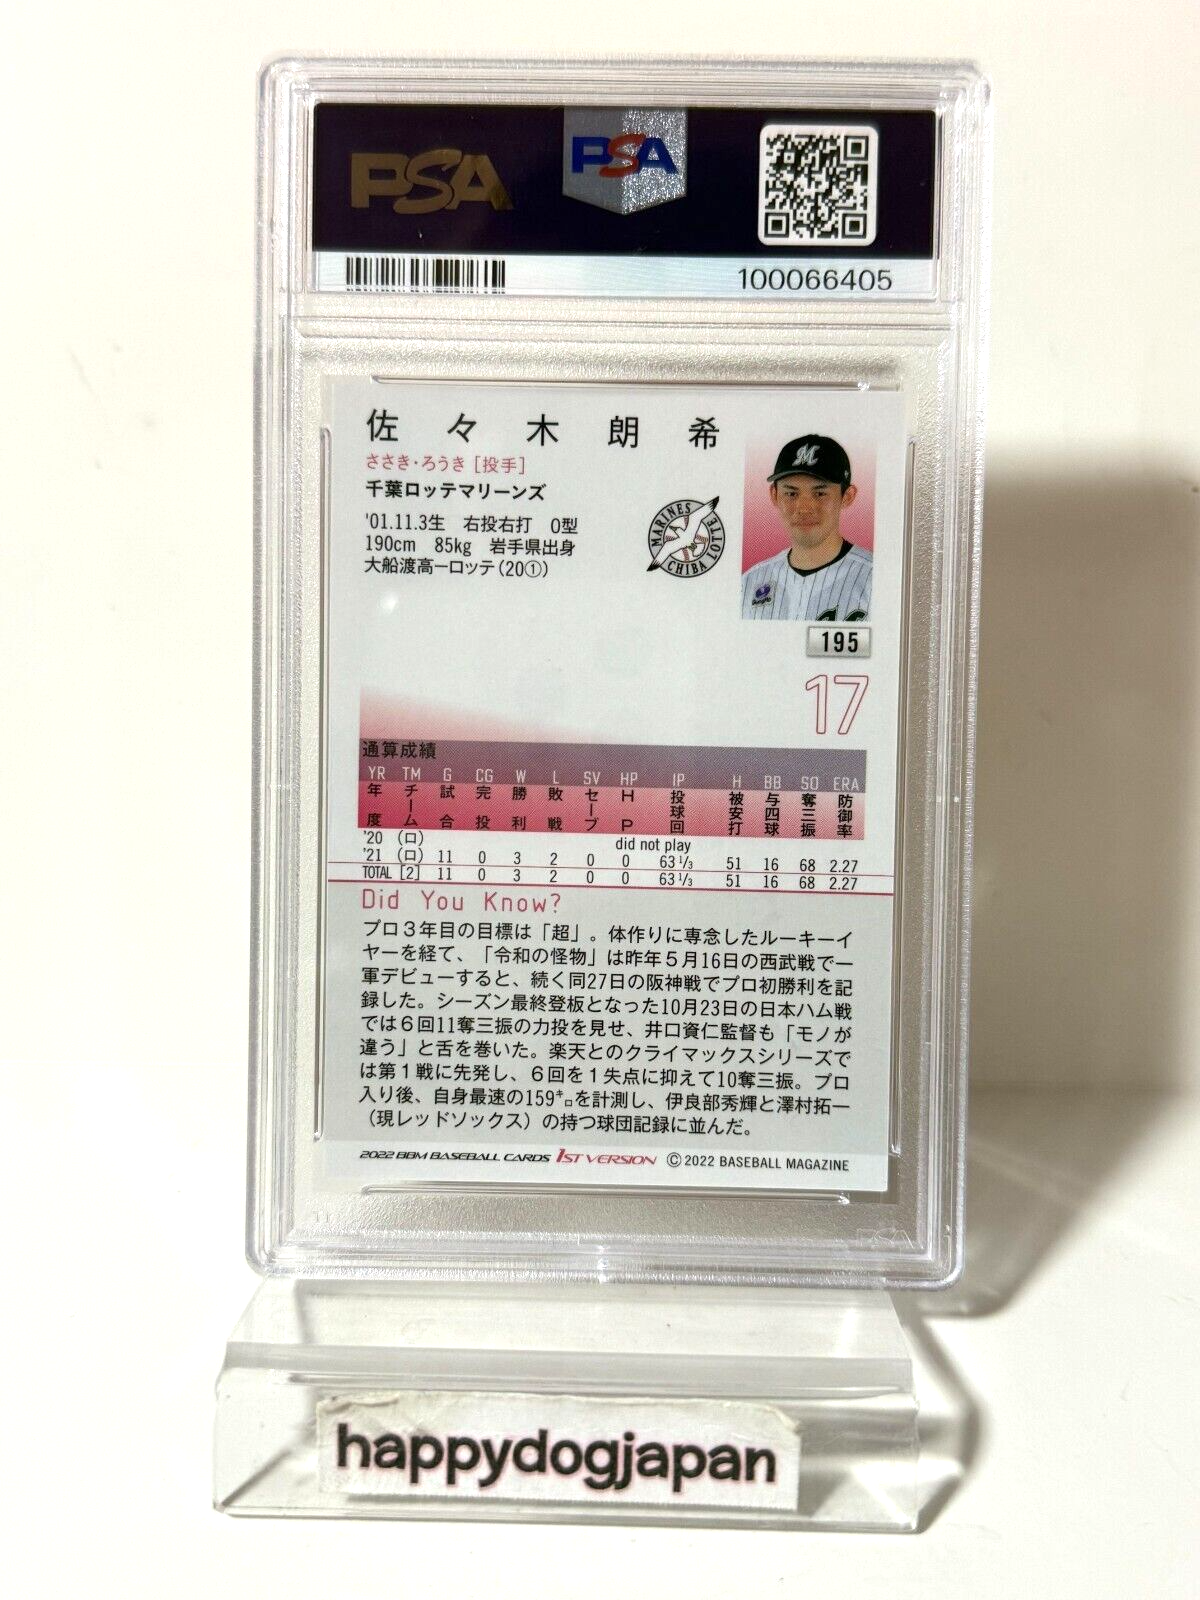 PSA
PSA
100066405
佐々木朗希
ささき・ろうき [投手]
千葉ロッテマリーンズ
'01.11.3生 右投右打 O型
190cm 85kg 岩手県出身
大船渡高―ロッテ(20①)
MARINES
CHIBA LOTTE
M
195
17
通算成績
YR TM G CG W L SV HP IP H BB SO ERA
年度 チーム 試合 完投 勝利 敗戦 セーブ HP 投球回 被安打 与四球 奪三振 防御率
'20 (ロ) did not play
'21 (ロ) 11 0 3 2 0 0 63 1/3 51 16 68 2.27
TOTAL [2] 11 0 3 2 0 0 63 1/3 51 16 68 2.27
Did You Know?
プロ3年目の目標は「超」。体作りに専念したルーキーイ
ヤーを経て、「令和の怪物」は昨年5月16日の西武戦で一
軍デビューすると、続く同27日の阪神戦でプロ初勝利を記
録した。シーズン最終登板となった10月23日の日本ハム戦
では6回11奪三振の力投を見せ、井口資仁監督も「モノが
違う」と舌を巻いた。楽天とのクライマックスシリーズで
は第1戦に先発し、6回を1失点に抑えて10奪三振。プロ
入り後、自身最速の159㌔を計測し、伊良部秀輝と澤村拓一
(現レッドソックス)の持つ球団記録に並んだ。
2022 BBM BASEBALL CARDS 1ST VERSION © 2022 BASEBALL MAGAZINE
PSA
happydogjapan